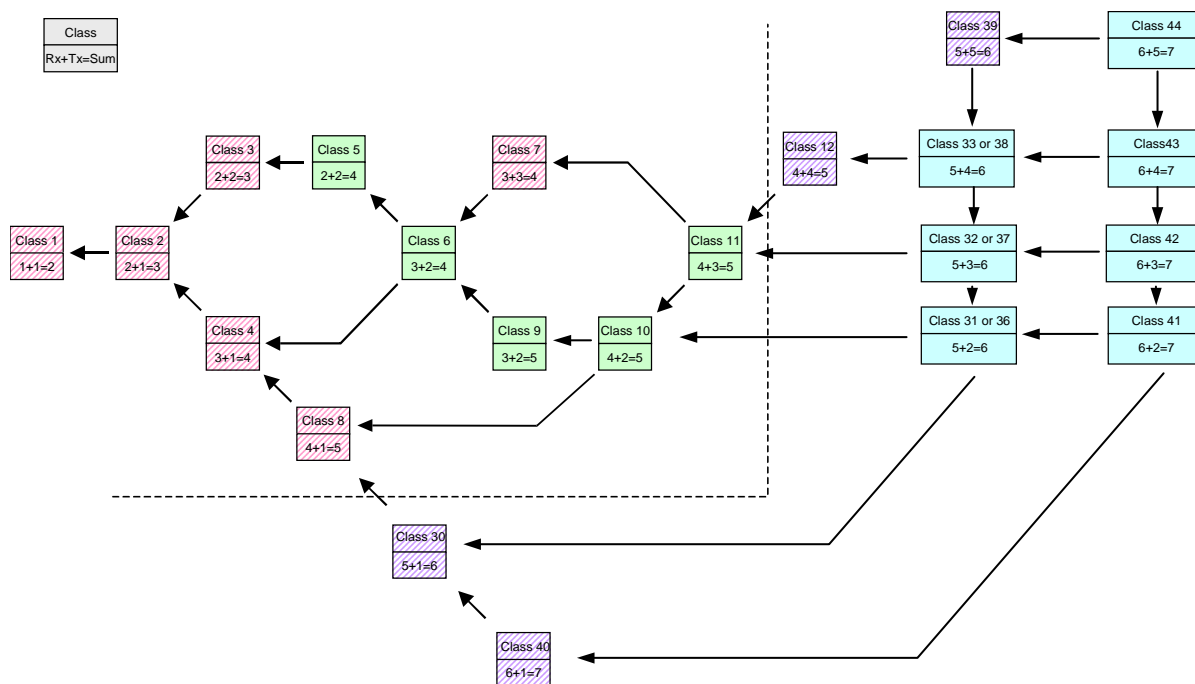 Class
Rx+Tx=Sum
Class 39
5+5=6
Class 44
6+5=7
Class 3
2+2=3
Class 5
2+2=4
Class 7
3+3=4
Class 12
4+4=5
Class 33 or 38
5+4=6
Class43
6+4=7
Class 1
1+1=2
Class 2
2+1=3
Class 6
3+2=4
Class 11
4+3=5
Class 32 or 37
5+3=6
Class 42
6+3=7
Class 4
3+1=4
Class 9
3+2=5
Class 10
4+2=5
Class 31 or 36
5+2=6
Class 41
6+2=7
Class 8
4+1=5
Class 30
5+1=6
Class 40
6+1=7